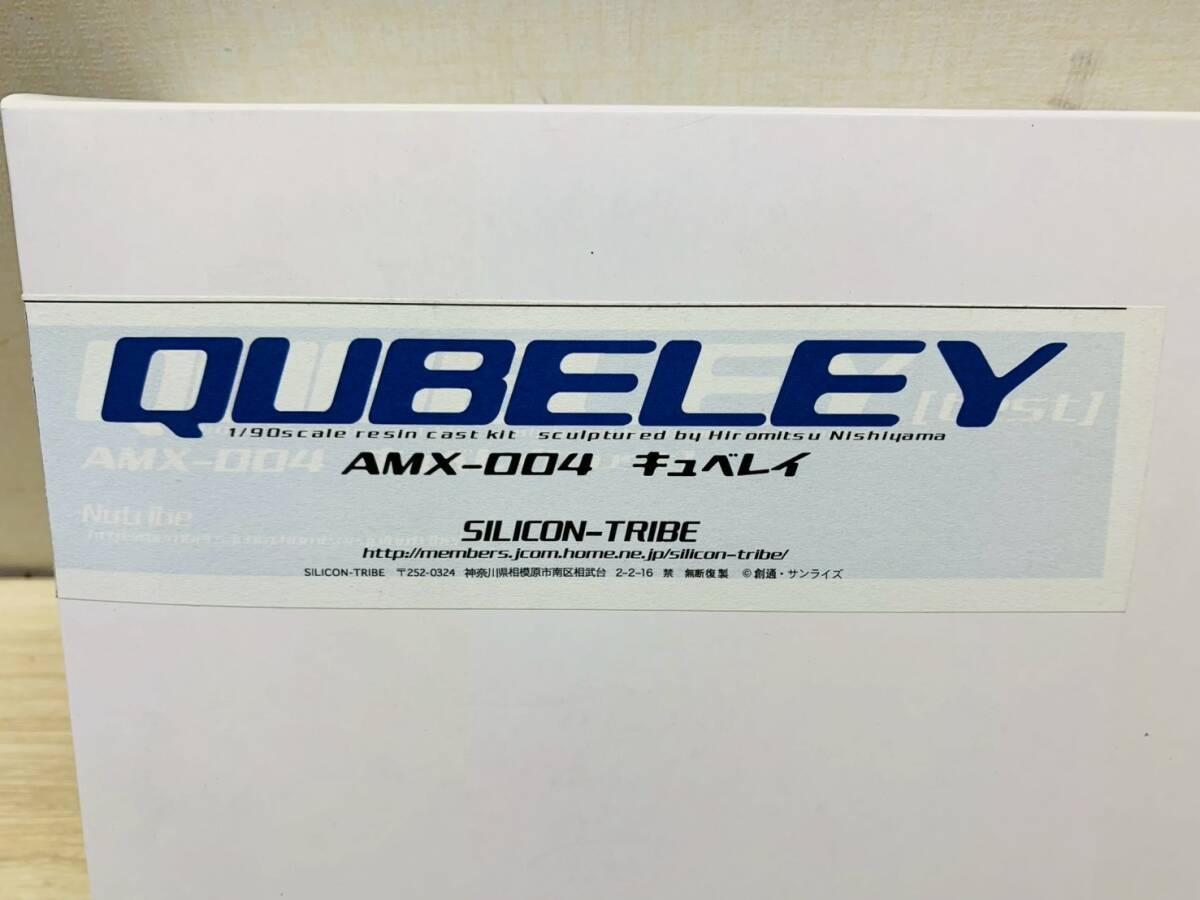 QUBELEY
1/90scale resin cast kit sculptured by Hiromitsu Nishiyama
AMX-004 キュベレイ
AMX-004
SILICON-TRIBE
http://members.jcom.home.ne.jp/silicon-tribe/
SILICON-TRIBE 〒252-0324 神奈川県相模原市南区相武台 2-2-16 禁 無断復製 ©創通・サンライズ